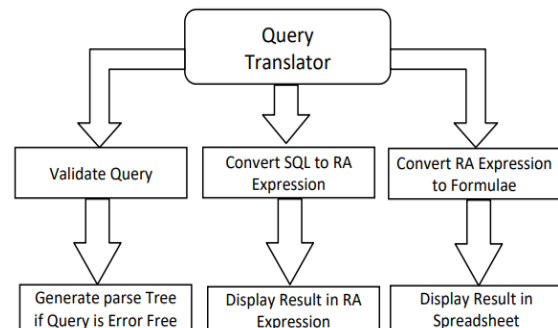 Query
Translator
Validate Query
Convert SQL to RA
Expression
Convert RA Expression
to Formulae
Generate parse Tree
if Query is Error Free
Display Result in RA
Expression
Display Result in
Spreadsheet